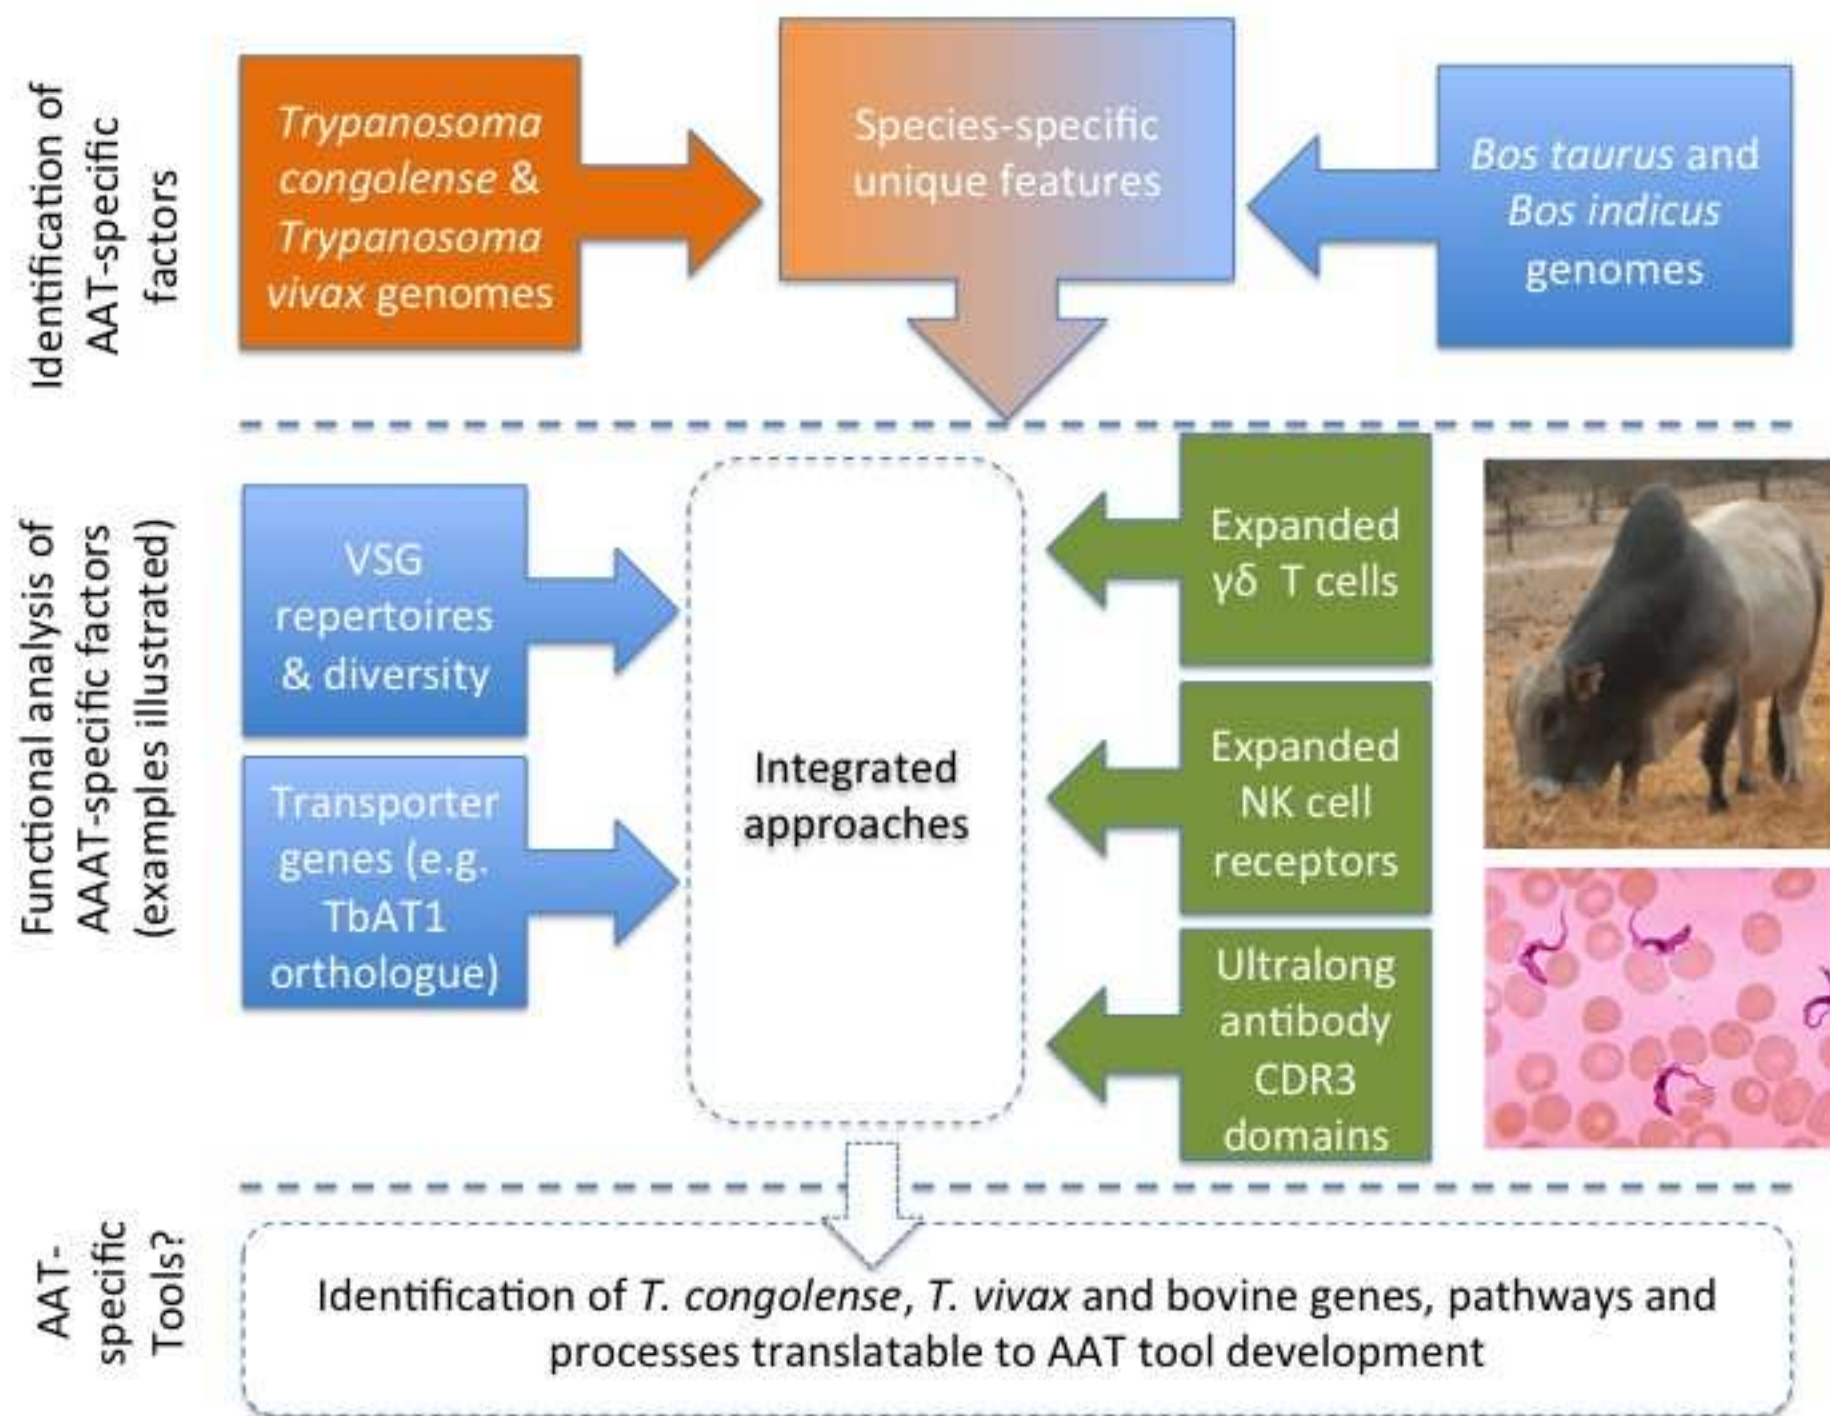 Identification of
AAT-specific
factors
Trypanosoma
congolense &
Trypanosoma
vivax genomes
Species-specific
unique features
Bos taurus and
Bos indicus
genomes
Functional analysis of
AAAT-specific factors
(examples illustrated)
VSG
repertoires
& diversity
Transporter
genes (e.g.
TbAT1
orthologue)
Integrated
approaches
Expanded
γδ T cells
Expanded
NK cell
receptors
Ultralong
antibody
CDR3
domains
AAT-
specific
Tools?
Identification of T. congolense, T. vivax and bovine genes, pathways and
processes translatable to AAT tool development